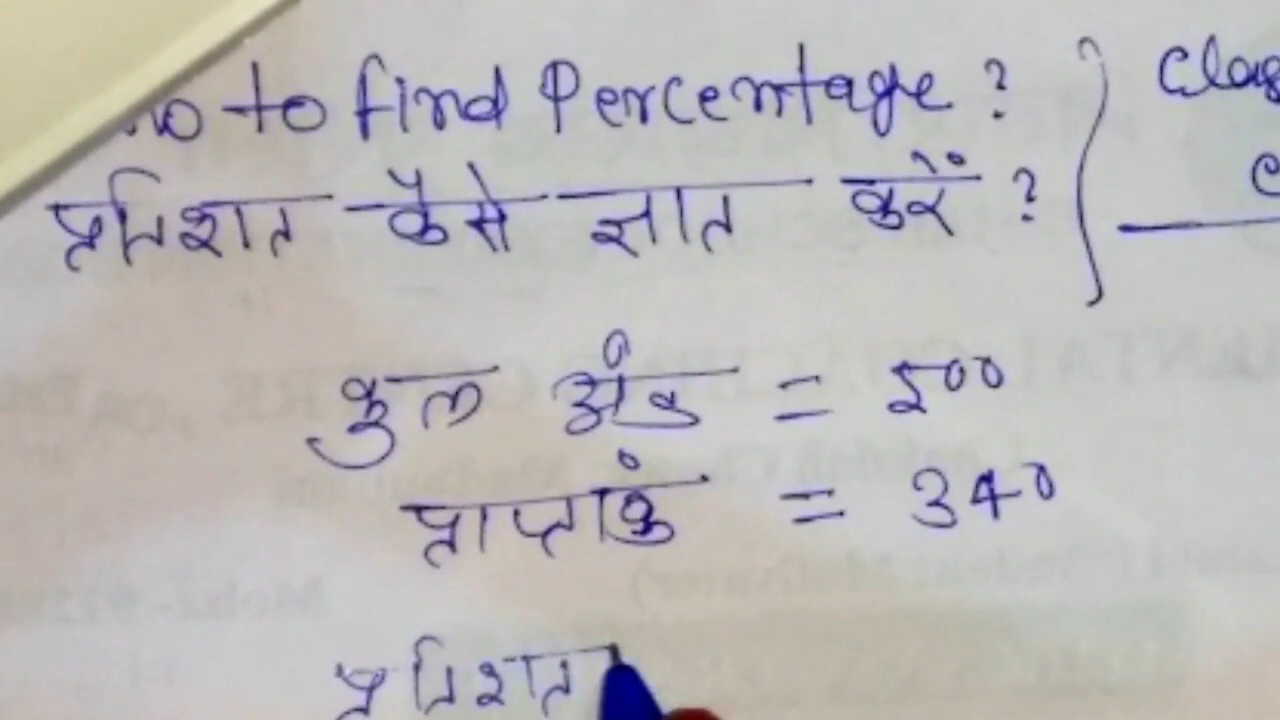 to find Percentage ?
प्रतिशत कैसे ज्ञात करें ?
कुल अंक = 500
प्राप्तांक = 340
प्रतिशत